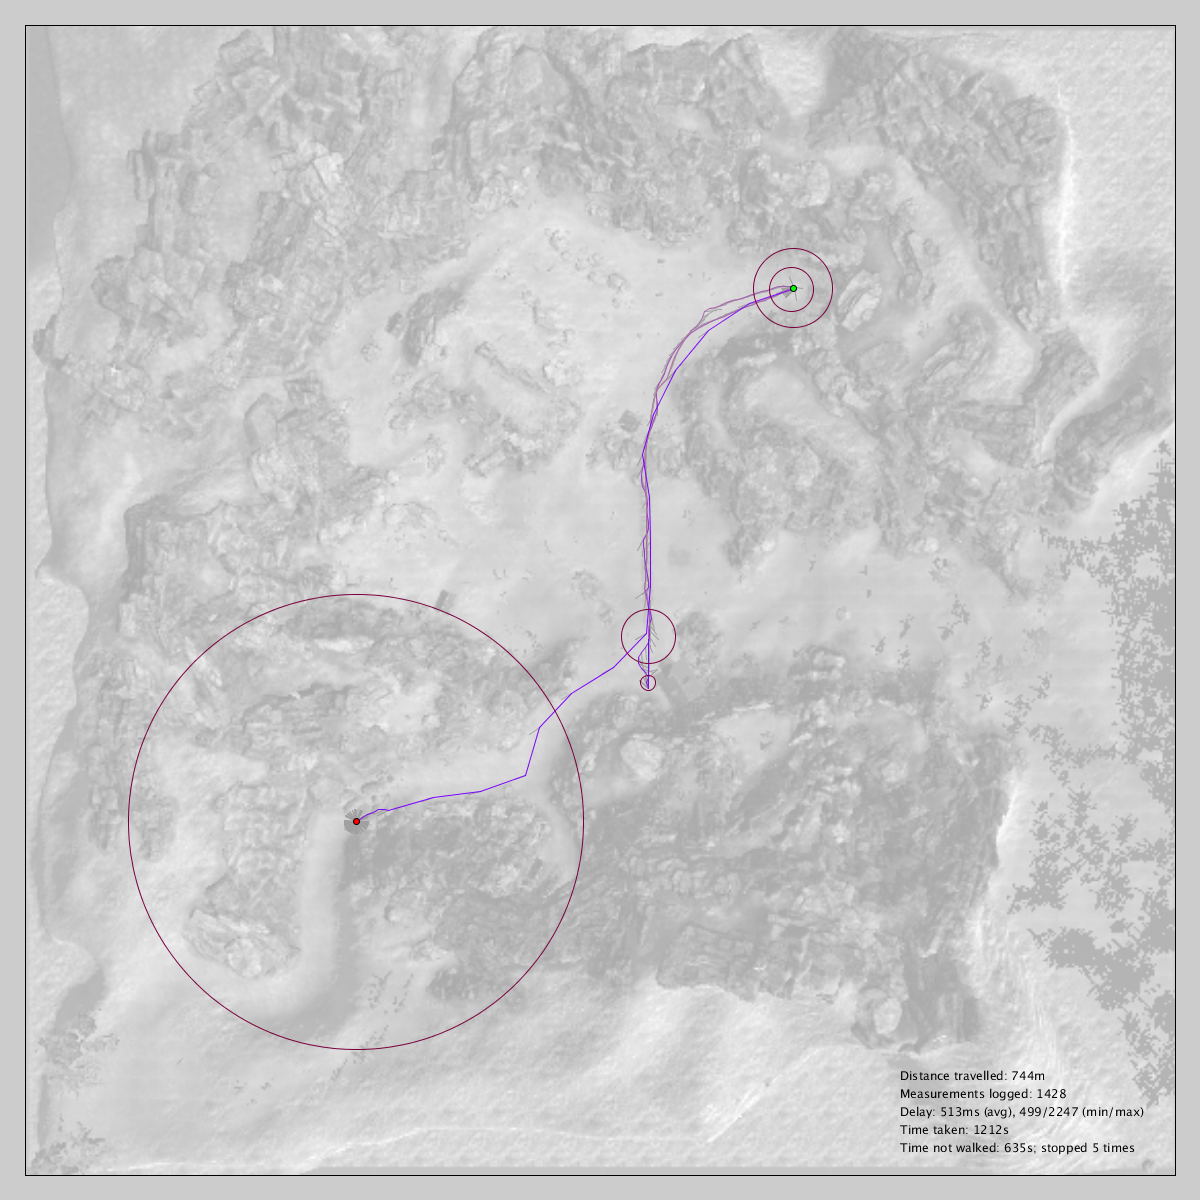 Distance travelled: 744m
Measurements logged: 1428
Delay: 513ms (avg), 499/2247 (min/max)
Time taken: 1212s
Time not walked: 635s; stopped 5 times